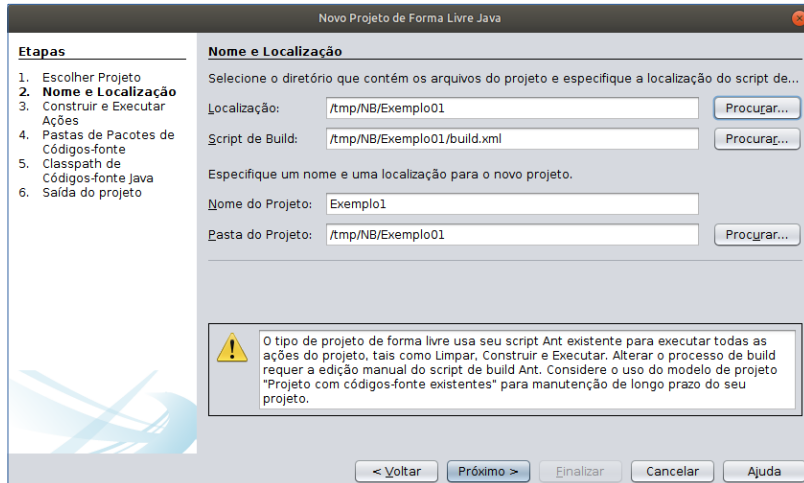 Novo Projeto de Forma Livre Java
Etapas
1. Escolher Projeto
2. Nome e Localização
3. Construir e Executar
Ações
4. Pastas de Pacotes de
Códigos-fonte
5. Classpath de
Códigos-fonte Java
6. Saída do projeto
Nome e Localização
Selecione o diretório que contém os arquivos do projeto e especifique a localização do script de...
Localização: /tmp/NB/Exemplo01 Procurar...
Script de Build: /tmp/NB/Exemplo01/build.xml Procurar...
Especifique um nome e uma localização para o novo projeto.
Nome do Projeto: Exemplo1
Pasta do Projeto: /tmp/NB/Exemplo01 Procurar...
O tipo de projeto de forma livre usa seu script Ant existente para executar todas as
ações do projeto, tais como Limpar, Construir e Executar. Alterar o processo de build
requer a edição manual do script de build Ant. Considere o uso do modelo de projeto
"Projeto com códigos-fonte existentes" para manutenção de longo prazo do seu
projeto.
< Voltar Próximo > Finalizar Cancelar Ajuda